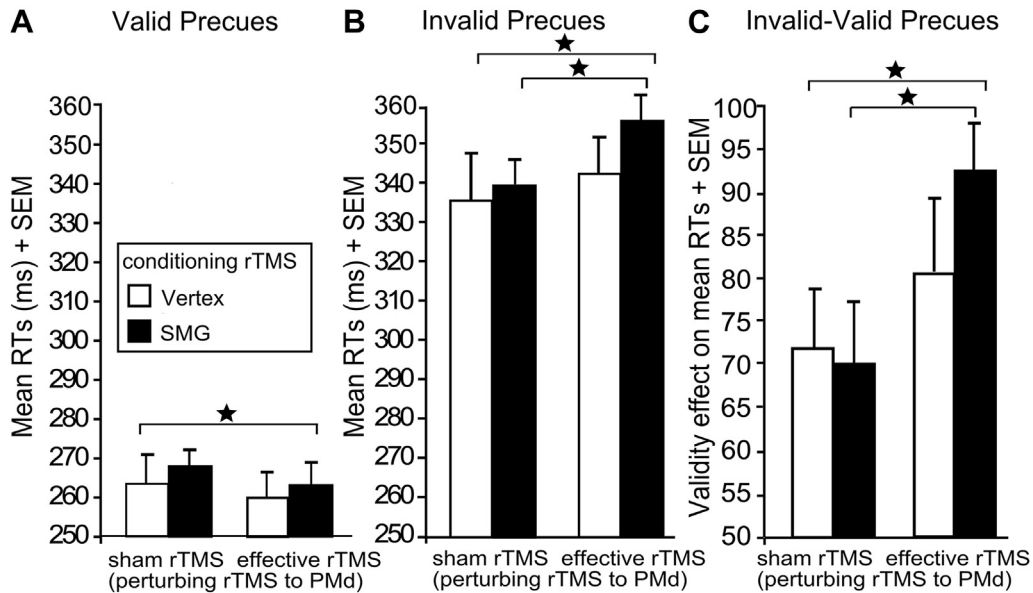 A Valid Precues
Mean RTs (ms) + SEM
360
350
340
330
320
310
300
290
280
270
260
250
conditioning rTMS
Vertex
SMG
sham rTMS effective rTMS
(perturbing rTMS to PMd)
B Invalid Precues
Mean RTs (ms) + SEM
360
350
340
330
320
310
300
290
280
270
260
250
sham rTMS effective rTMS
(perturbing rTMS to PMd)
C Invalid-Valid Precues
Validity effect on mean RTs + SEM
100
95
90
85
80
75
70
65
60
55
50
sham rTMS effective rTMS
(perturbing rTMS to PMd)